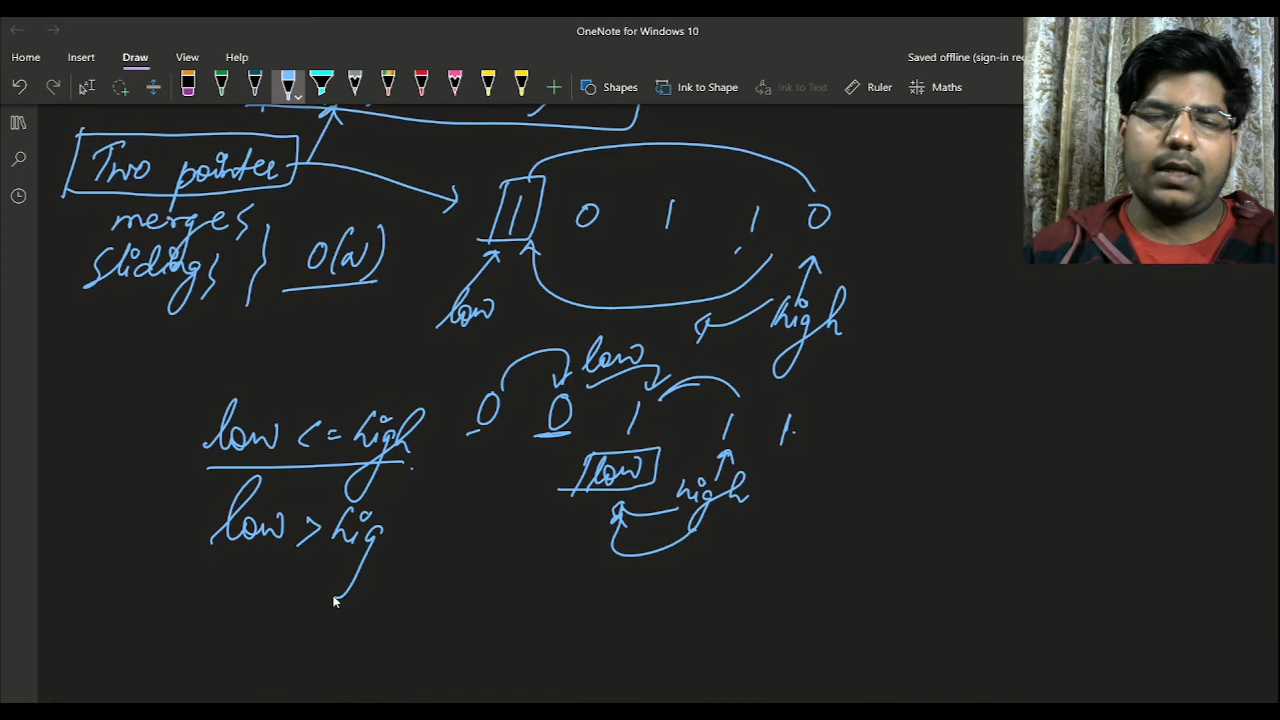 OneNote for Windows 10
Home Insert Draw View Help
Saved offline (sign-in rec
Shapes Ink to Shape Ink to Text Ruler Maths
Two pointer
merges
sliding
O(N)
1 0 1 1 0
low
high
low
0 0 1 1 1
low
high
low <= high
low > hig